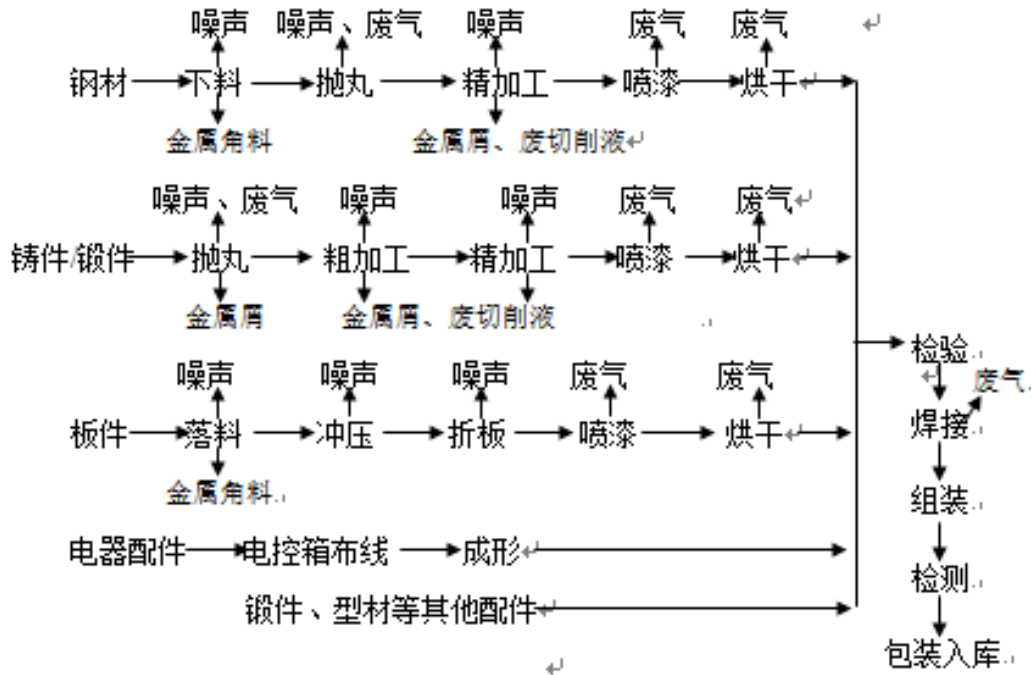 噪声 噪声、废气 噪声 废气 废气
钢材 下料 抛丸 精加工 喷漆 烘干
金属角料 金属屑、废切削液
噪声、废气 噪声 噪声 废气 废气
铸件/锻件 抛丸 粗加工 精加工 喷漆 烘干
金属屑 金属屑、废切削液
检验
噪声 噪声 噪声 废气 废气
废气
板件 落料 冲压 折板 喷漆 烘干
焊接
金属角料
组装
电器配件 电控箱布线 成形
检测
锻件、型材等其他配件
包装入库